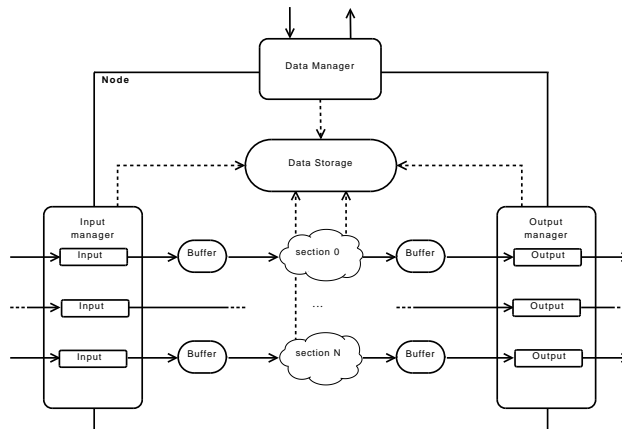 Data Manager
Node
Data Storage
Input
manager
Output
manager
Input
Buffer
section 0
Buffer
Output
Input
...
Output
Input
Buffer
section N
Buffer
Output